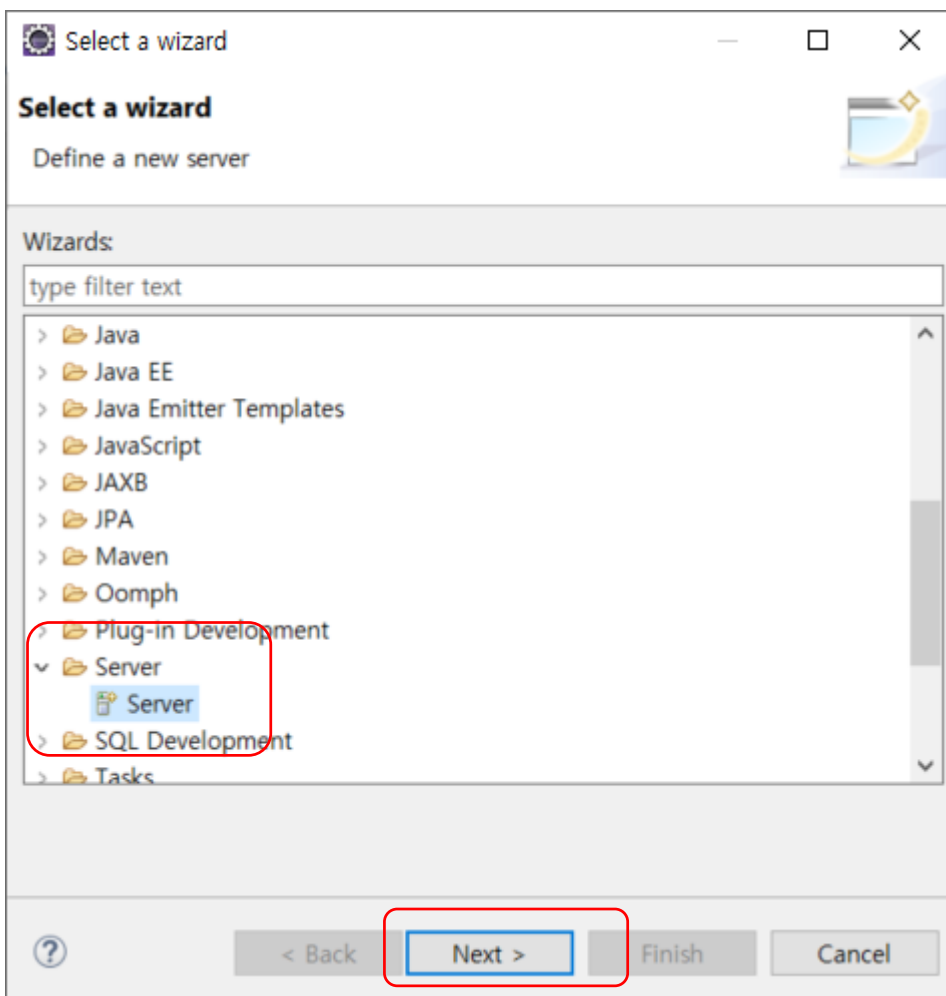 Select a wizard
Select a wizard
Define a new server
Wizards:
type filter text
Java
Java EE
Java Emitter Templates
JavaScript
JAXB
JPA
Maven
Oomph
Plug-in Development
Server
Server
SQL Development
Tasks
< Back Next > Finish Cancel